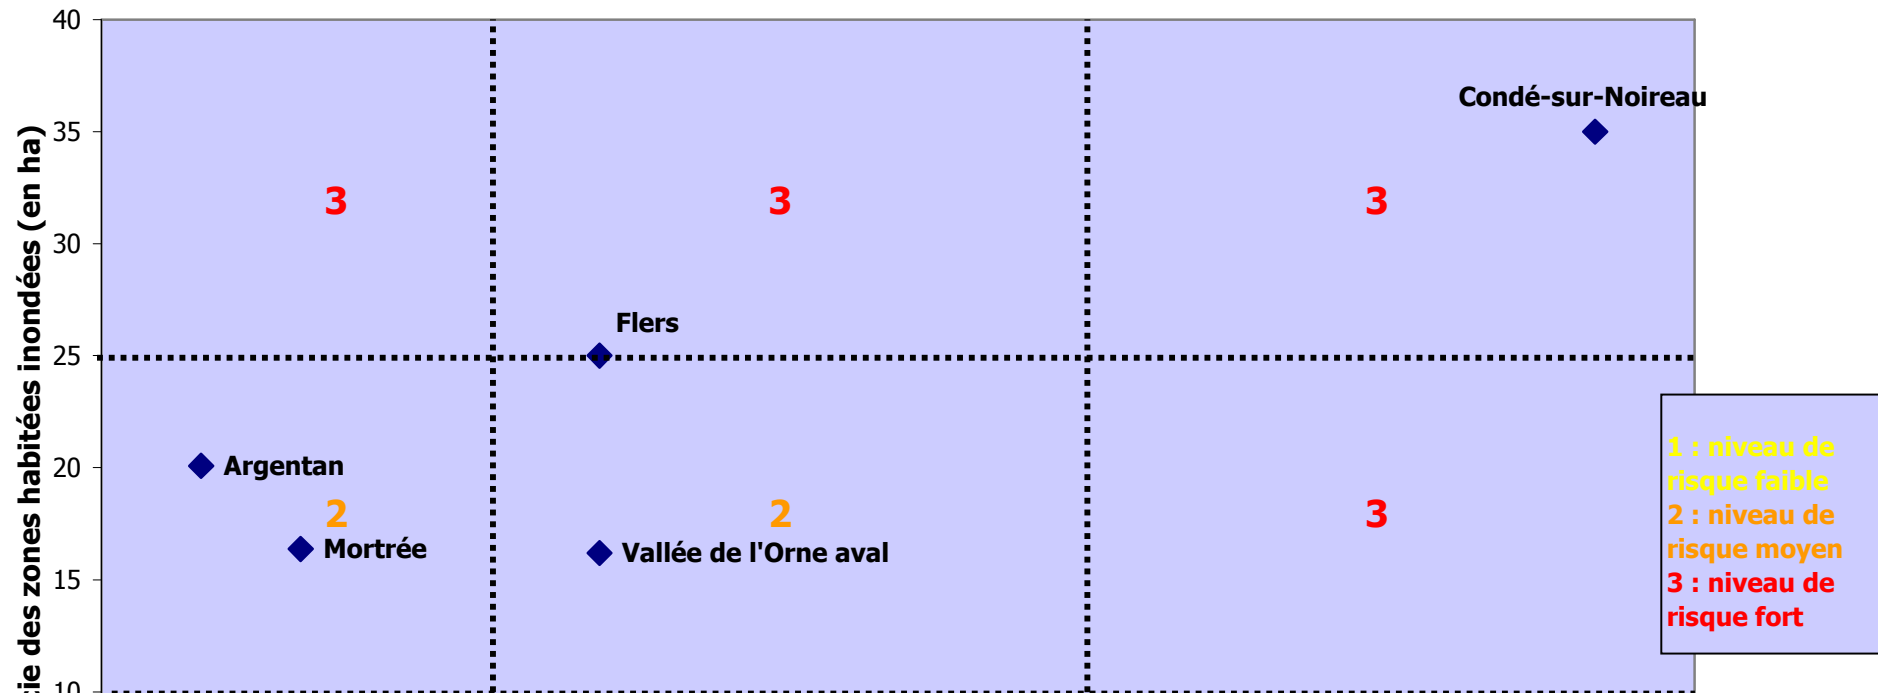 40
35
30
25
20
15
10
des zones habitées inondées (en ha)
Condé-sur-Noireau
3
3
3
Flers
Argentan
2
2
3
Mortrée
Vallée de l'Orne aval
1 : niveau de
risque faible
2 : niveau de
risque moyen
3 : niveau de
risque fort